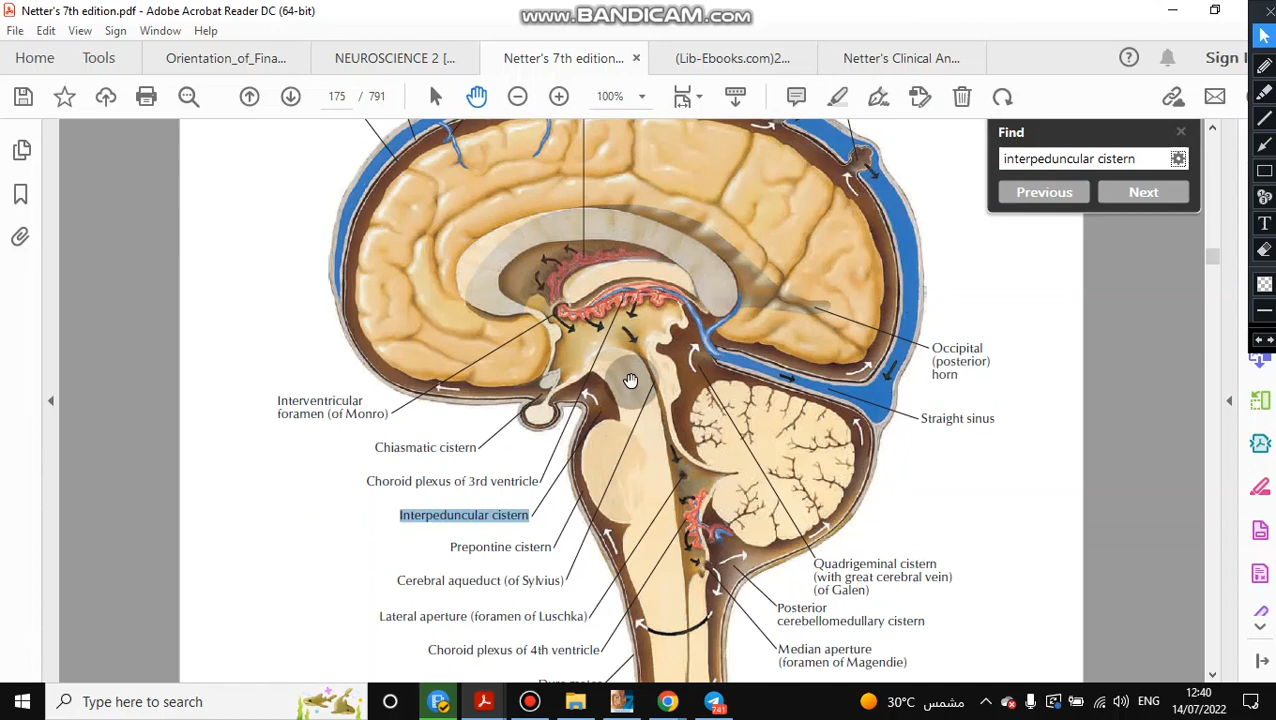 Netter's 7th edition.pdf - Adobe Acrobat Reader DC (64-bit)
www.BANDICAM.com
File Edit View Sign Window Help
Home Tools Orientation_of_Fina... NEUROSCIENCE 2 [... Netter's 7th edition... × (Lib-Ebooks.com)2... Netter's Clinical An... Sign
175 / 791 100%
Find
interpeduncular cistern
Previous Next
Occipital
(posterior)
horn
Interventricular
foramen (of Monro)
Straight sinus
Chiasmatic cistern
Choroid plexus of 3rd ventricle
Interpeduncular cistern
Prepontine cistern
Cerebral aqueduct (of Sylvius)
Quadrigeminal cistern
(with great cerebral vein)
(of Galen)
Lateral aperture (foramen of Luschka)
Posterior
cerebellomedullary cistern
Choroid plexus of 4th ventricle
Median aperture
(foramen of Magendie)
Type here to search
741
30°C مشمس
ENG
12:40
14/07/2022